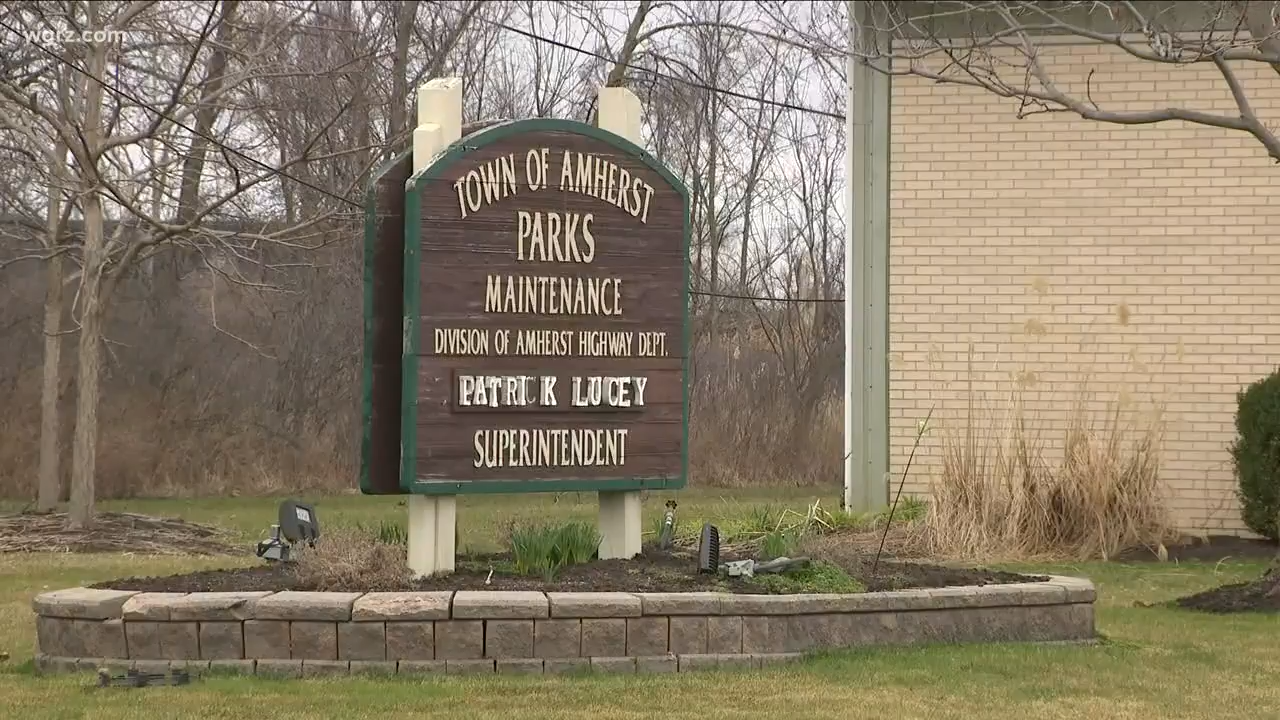 wgrz.com
TOWN OF AMHERST
PARKS
MAINTENANCE
DIVISION OF AMHERST HIGHWAY DEPT.
PATRICK LUCEY
SUPERINTENDENT